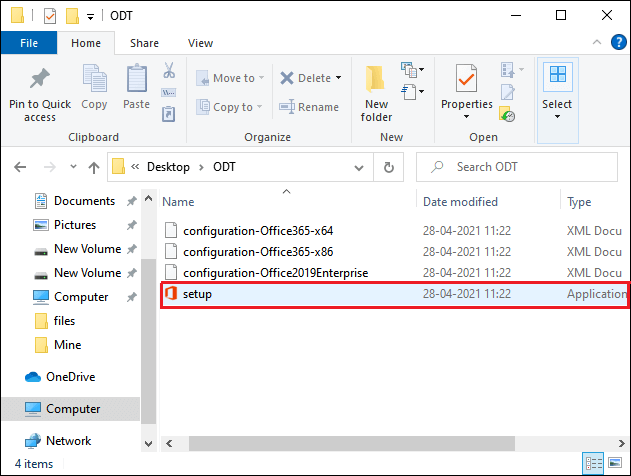 ODT
File Home Share View
Pin to Quick access
Copy
Paste
Move to
Copy to
Delete
Rename
New folder
Properties
Select
Clipboard Organize New Open
« Desktop › ODT
Search ODT
Documents
Pictures
New Volume
New Volume
Computer
files
Mine
OneDrive
Computer
Network
Name Date modified Type
configuration-Office365-x64 28-04-2021 11:22 XML Docu
configuration-Office365-x86 28-04-2021 11:22 XML Docu
configuration-Office2019Enterprise 28-04-2021 11:22 XML Docu
setup 28-04-2021 11:22 Application
4 items